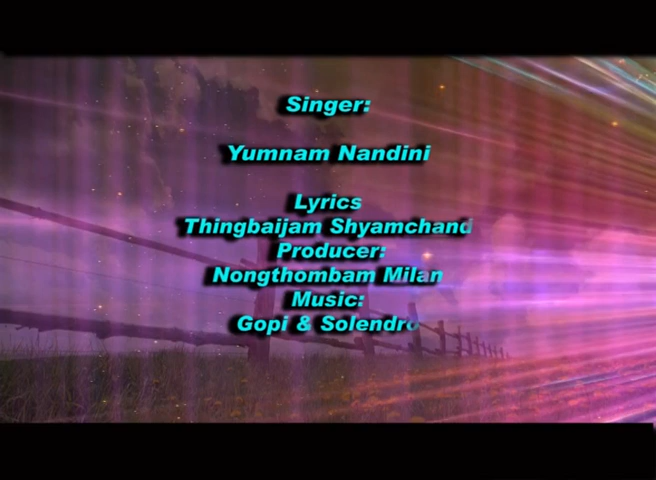 Singer:
Yumnam Nandini
Lyrics
Thingbaijam Shyamchand
Producer:
Nongthombam Milan
Music:
Gopi & Solendro